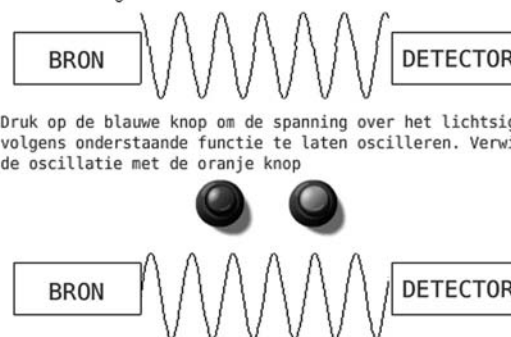 BRON DETECTOR
Druk op de blauwe knop om de spanning over het lichtsig
volgens onderstaande functie te laten oscilleren. Verwi
de oscillatie met de oranje knop
BRON DETECTOR